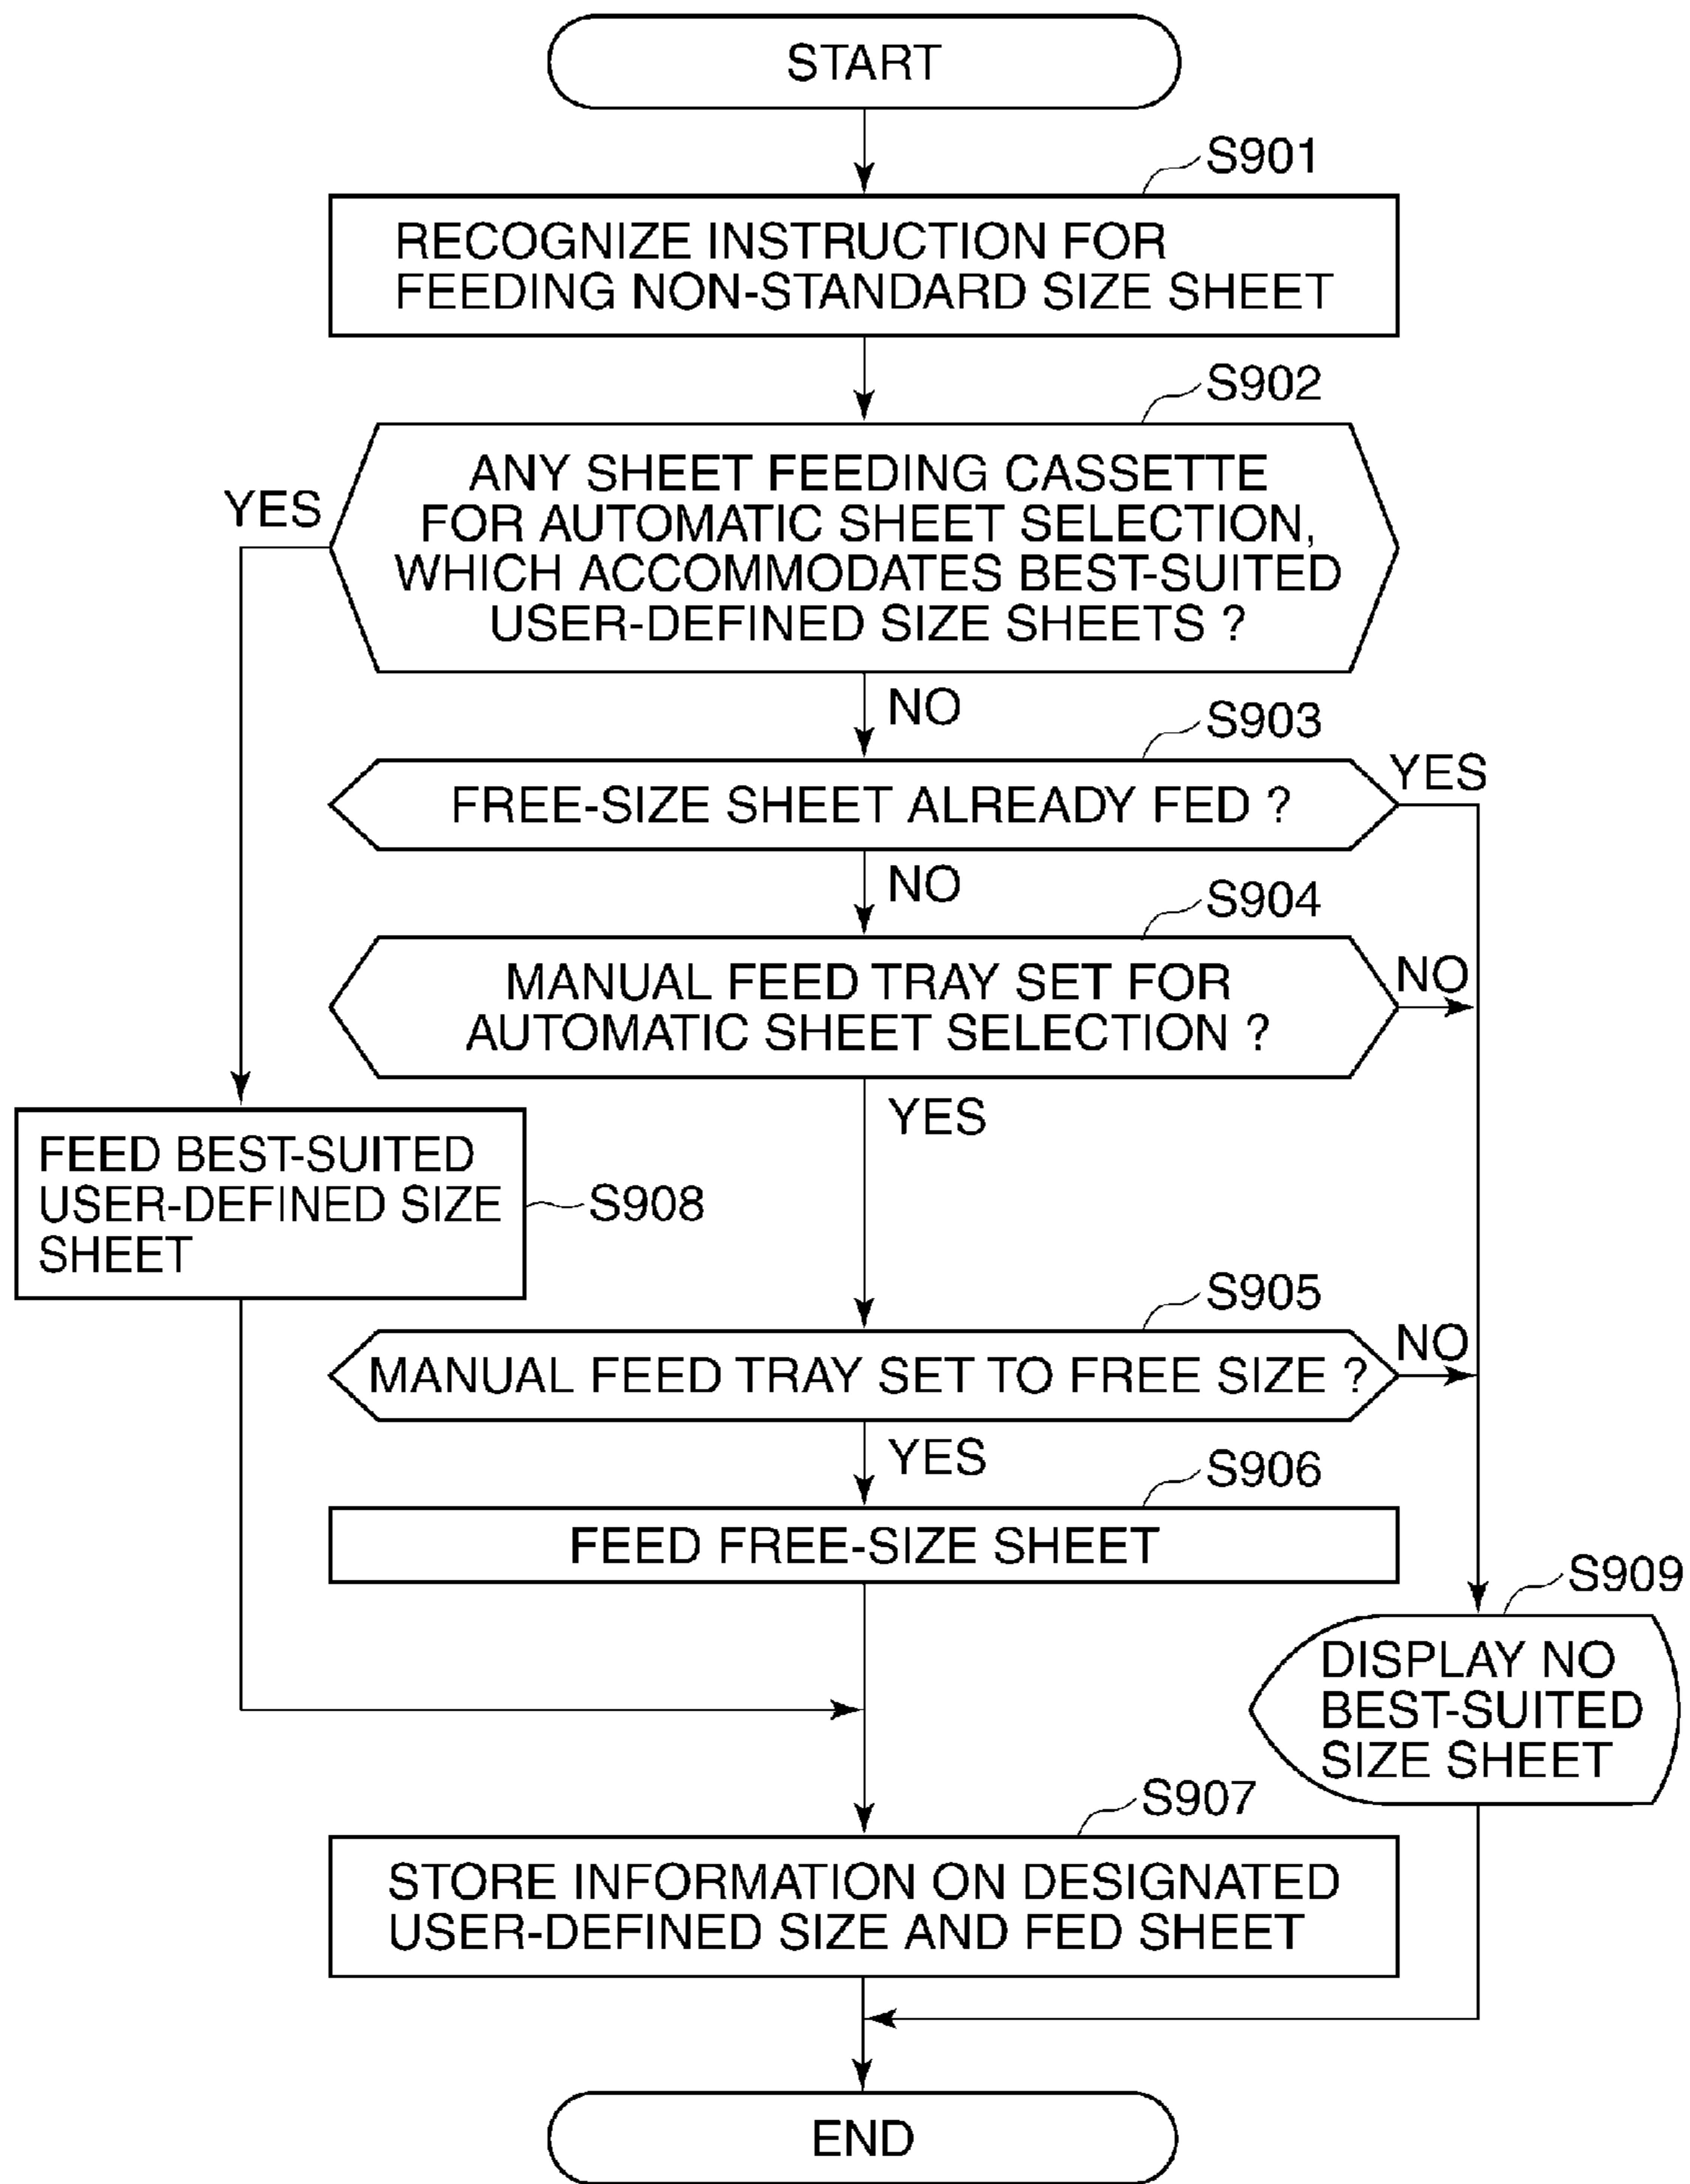 START
S901
RECOGNIZE INSTRUCTION FOR
FEEDING NON-STANDARD SIZE SHEET
S902
ANY SHEET FEEDING CASSETTE
FOR AUTOMATIC SHEET SELECTION,
WHICH ACCOMMODATES BEST-SUITED
USER-DEFINED SIZE SHEETS ?
YES
NO
S903
FREE-SIZE SHEET ALREADY FED ?
YES
NO
S904
MANUAL FEED TRAY SET FOR
AUTOMATIC SHEET SELECTION ?
NO
YES
FEED BEST-SUITED
USER-DEFINED SIZE
SHEET
S908
S905
MANUAL FEED TRAY SET TO FREE SIZE ?
NO
YES
S906
FEED FREE-SIZE SHEET
S909
DISPLAY NO
BEST-SUITED
SIZE SHEET
S907
STORE INFORMATION ON DESIGNATED
USER-DEFINED SIZE AND FED SHEET
END